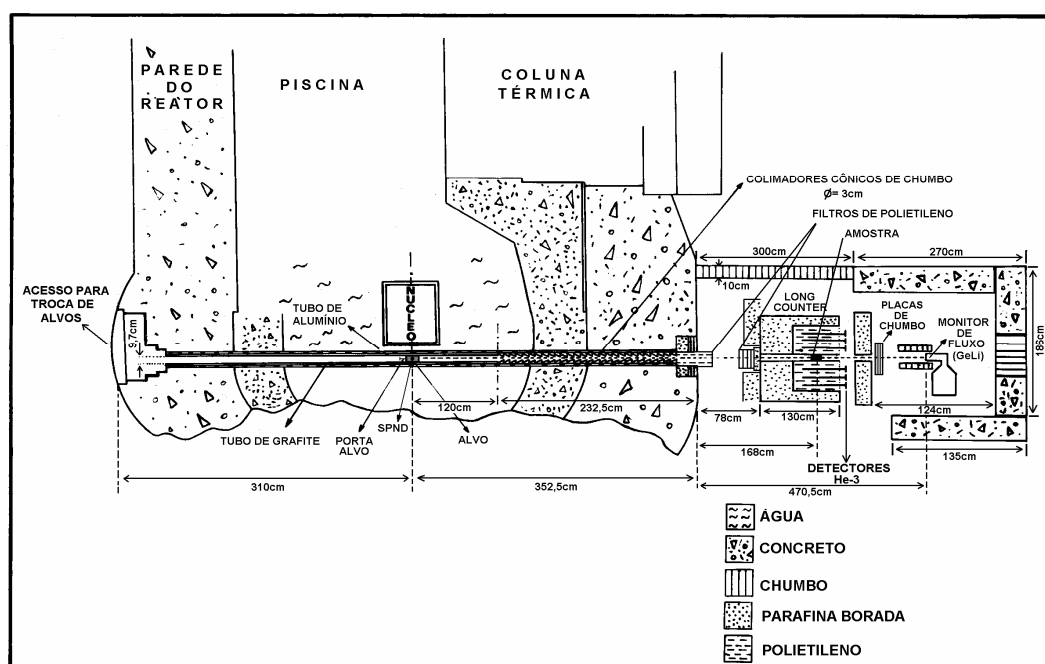 PAREDE
DO
REATOR
PISCINA
COLUNA
TÉRMICA
COLIMADORES CÔNICOS DE CHUMBO
Ø= 3cm
FILTROS DE POLIETILENO
AMOSTRA
300cm
270cm
10cm
LONG
COUNTER
PLACAS
DE
CHUMBO
MONITOR
DE
FLUXO
(GeLi)
188cm
ACESSO PARA
TROCA DE
ALVOS
9,7cm
TUBO DE
ALUMÍNIO
NÚCLEO
120cm
232,5cm
78cm
130cm
124cm
TUBO DE GRAFITE
PORTA
ALVO
SPND
ALVO
168cm
135cm
DETECTORES
He-3
310cm
352,5cm
470,5cm
ÁGUA
CONCRETO
CHUMBO
PARAFINA BORADA
POLIETILENO